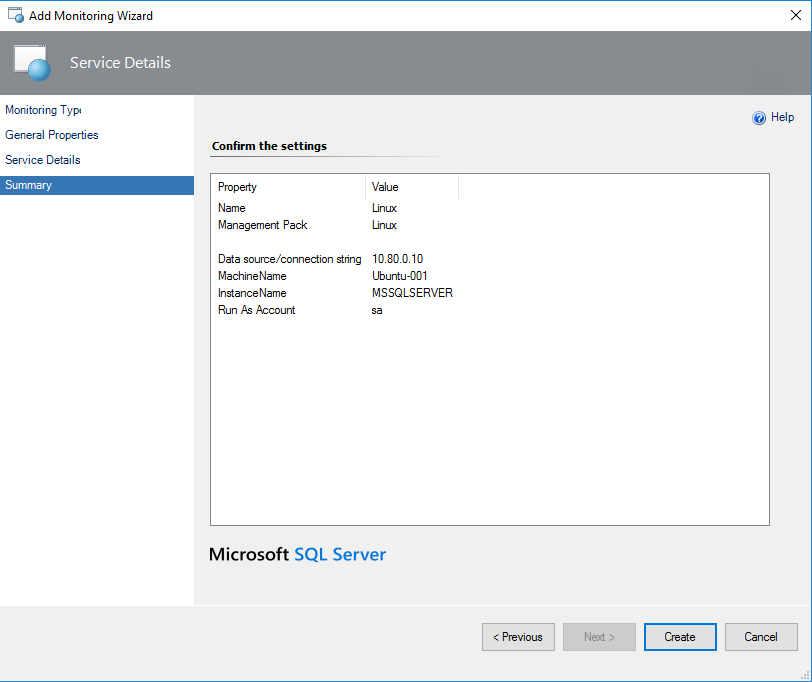 Add Monitoring Wizard
Service Details
Monitoring Type
General Properties
Service Details
Summary
Help
Confirm the settings
Property Value
Name Linux
Management Pack Linux
Data source/connection string 10.80.0.10
MachineName Ubuntu-001
InstanceName MSSQLSERVER
Run As Account sa
Microsoft SQL Server
< Previous Next > Create Cancel